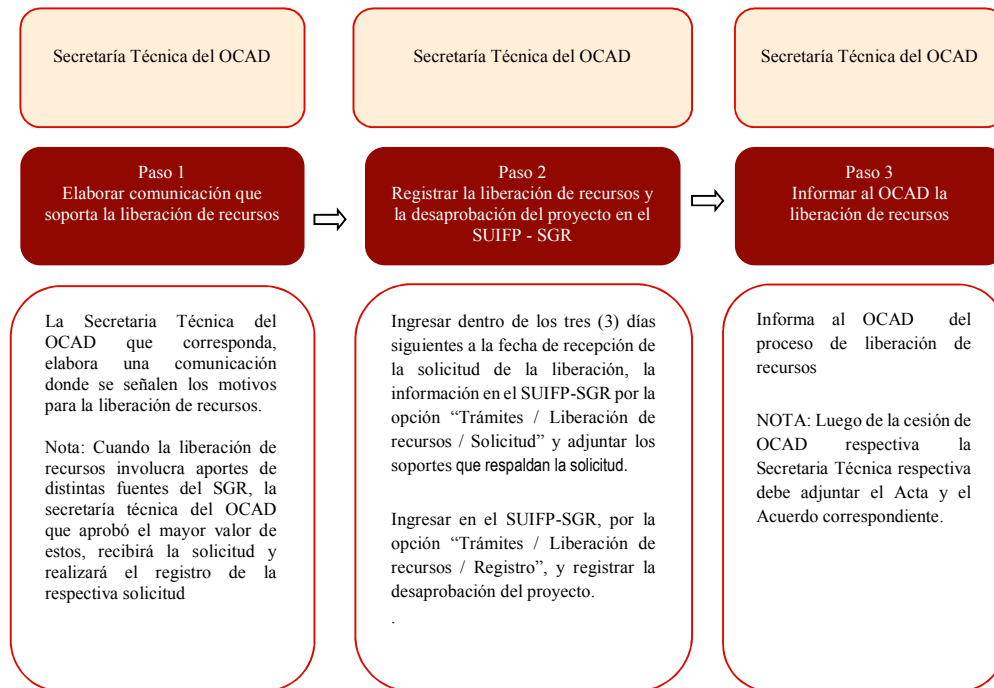 Secretaría Técnica del OCAD
Secretaría Técnica del OCAD
Secretaría Técnica del OCAD
Paso 1
Elaborar comunicación que
soporta la liberación de recursos
Paso 2
Registrar la liberación de recursos y
la desaprobación del proyecto en el
SUIFP - SGR
Paso 3
Informar al OCAD la
liberación de recursos
La Secretaria Técnica del
OCAD que corresponda,
elabora una comunicación
donde se señalen los motivos
para la liberación de recursos.
Nota: Cuando la liberación de
recursos involucra aportes de
distintas fuentes del SGR, la
secretaría técnica del OCAD
que aprobó el mayor valor de
estos, recibirá la solicitud y
realizará el registro de la
respectiva solicitud
Ingresar dentro de los tres (3) días
siguientes a la fecha de recepción de
la solicitud de la liberación, la
información en el SUIFP-SGR por la
opción “Trámites / Liberación de
recursos / Solicitud” y adjuntar los
soportes que respaldan la solicitud.
Ingresar en el SUIFP-SGR, por la
opción “Trámites / Liberación de
recursos / Registro”, y registrar la
desaprobación del proyecto.
.
Informa al OCAD del
proceso de liberación de
recursos
NOTA: Luego de la cesión de
OCAD respectiva la
Secretaria Técnica respectiva
debe adjuntar el Acta y el
Acuerdo correspondiente.